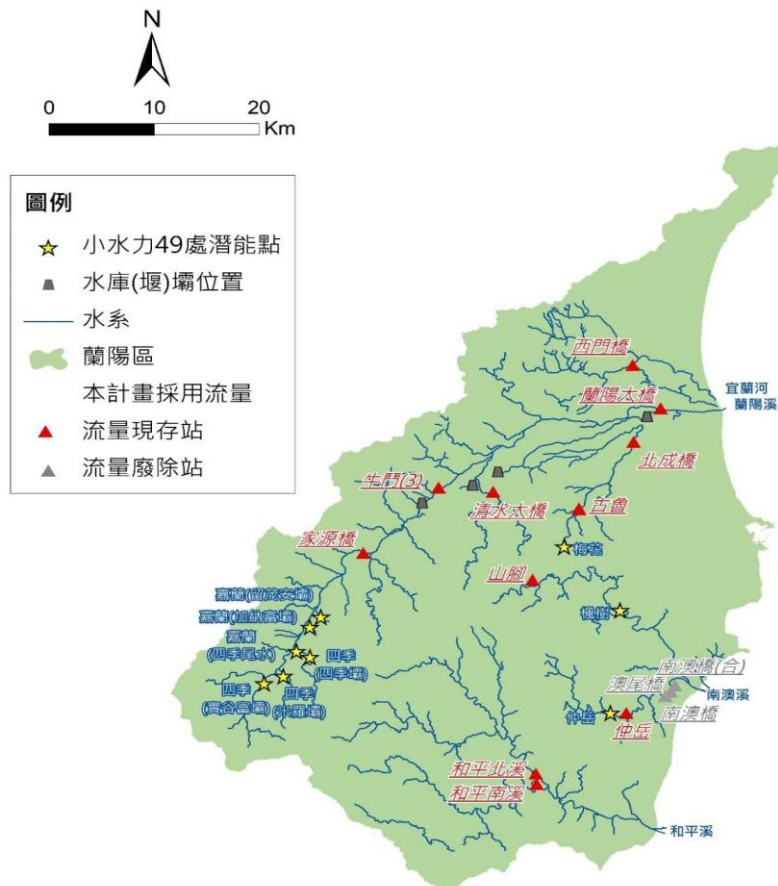 N
0 10 20
Km
圖例
小水力49處潛能點
水庫(堰)壩位置
水系
蘭陽區
本計畫採用流量
流量現存站
流量廢除站
西門橋
宜蘭河
蘭陽大橋
蘭陽溪
北成橋
牛鬥(3)
清水大橋
古魯
家源橋
梅花
山腳
嘉蘭(留茂安壩)
嘉蘭(加納富壩)
楓樹
嘉蘭
(四季尾水)
四季
(四季壩)
南澳橋(合)
澳尾橋
南澳溪
四季
(寶谷富壩)
四季
(米羅壩)
南澳橋
仲岳
仲岳
和平北溪
和平南溪
和平溪